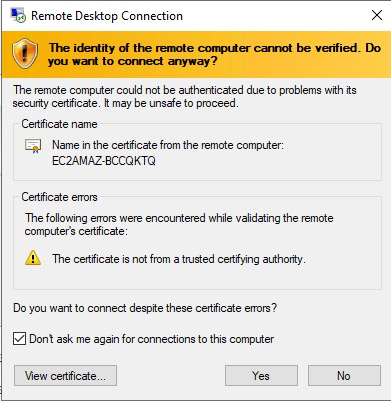 Remote Desktop Connection
The identity of the remote computer cannot be verified. Do
you want to connect anyway?
The remote computer could not be authenticated due to problems with its
security certificate. It may be unsafe to proceed.
Certificate name
Name in the certificate from the remote computer:
EC2AMAZ-BCCQKTQ
Certificate errors
The following errors were encountered while validating the remote
computer's certificate:
The certificate is not from a trusted certifying authority.
Do you want to connect despite these certificate errors?
Don't ask me again for connections to this computer
View certificate...
Yes
No